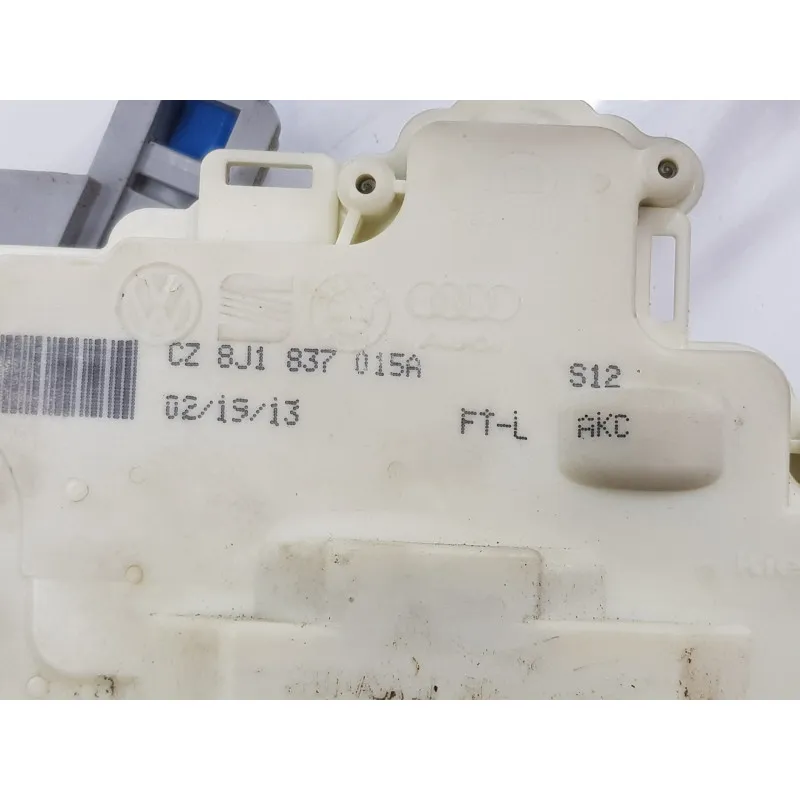 CZ 8J1 837 015A
S12
02/19/13
FT-L
AKC